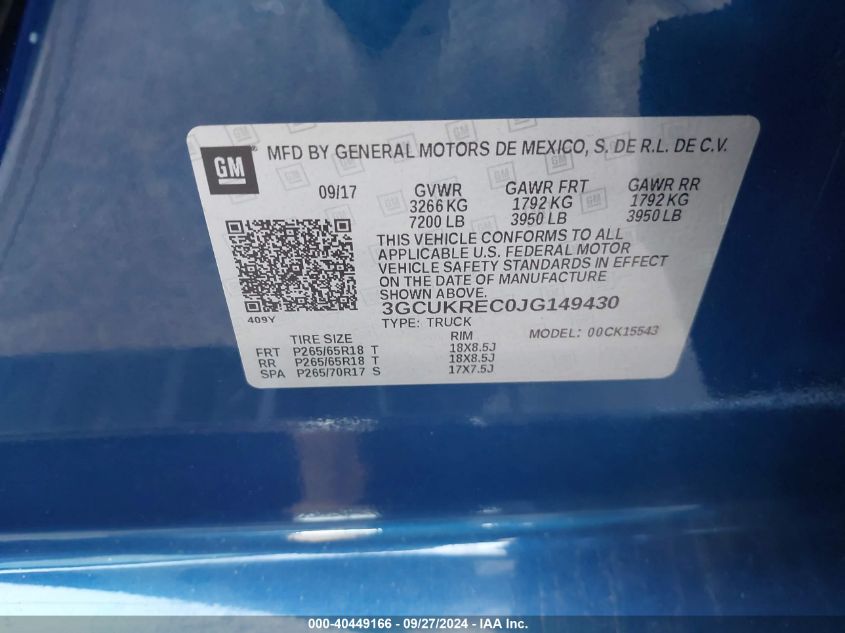 GM
MFD BY GENERAL MOTORS DE MEXICO, S. DE R.L. DE C.V.
09/17 GVWR GAWR FRT GAWR RR
3266 KG 1792 KG 1792 KG
7200 LB 3950 LB 3950 LB
THIS VEHICLE CONFORMS TO ALL
APPLICABLE U.S. FEDERAL MOTOR
VEHICLE SAFETY STANDARDS IN EFFECT
ON THE DATE OF MANUFACTURE
SHOWN ABOVE.
409Y 3GCUKREC0JG149430
TYPE: TRUCK MODEL: 00CK15543
TIRE SIZE RIM
FRT P265/65R18 T 18X8.5J
RR P265/65R18 T 18X8.5J
SPA P265/70R17 S 17X7.5J
000-40449166 - 09/27/2024 - IAA Inc.